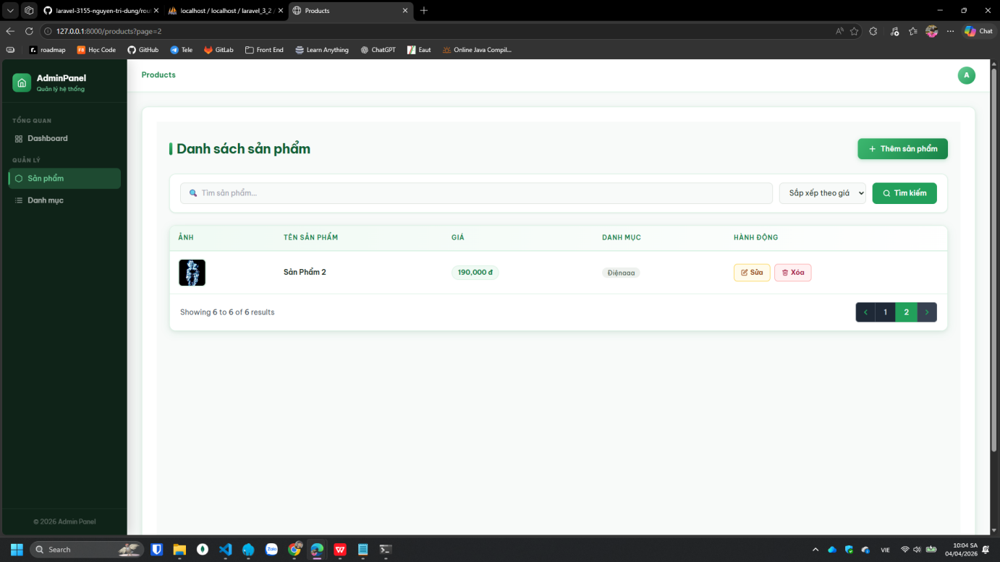 laravel-3155-nguyen-tri-dung/rout
localhost / localhost / laravel_3_2 /
Products
127.0.0.1:8000/products?page=2
Chat
roadmap
F8 Học Code
GitHub
Tele
GitLab
Front End
Learn Anything
ChatGPT
Eaut
Online Java Compil...
AdminPanel
Quản lý hệ thống
TỔNG QUAN
Dashboard
QUẢN LÝ
Sản phẩm
Danh mục
© 2026 Admin Panel
Products
A
Danh sách sản phẩm
+ Thêm sản phẩm
Tìm sản phẩm...
Sắp xếp theo giá
Tìm kiếm
ẢNH TÊN SẢN PHẨM GIÁ DANH MỤC HÀNH ĐỘNG
Sản Phẩm 2 190,000 đ Điệnaaa Sửa Xóa
Showing 6 to 6 of 6 results
1 2
Search
Zalo
W
VIE
10:04 SA
04/04/2026